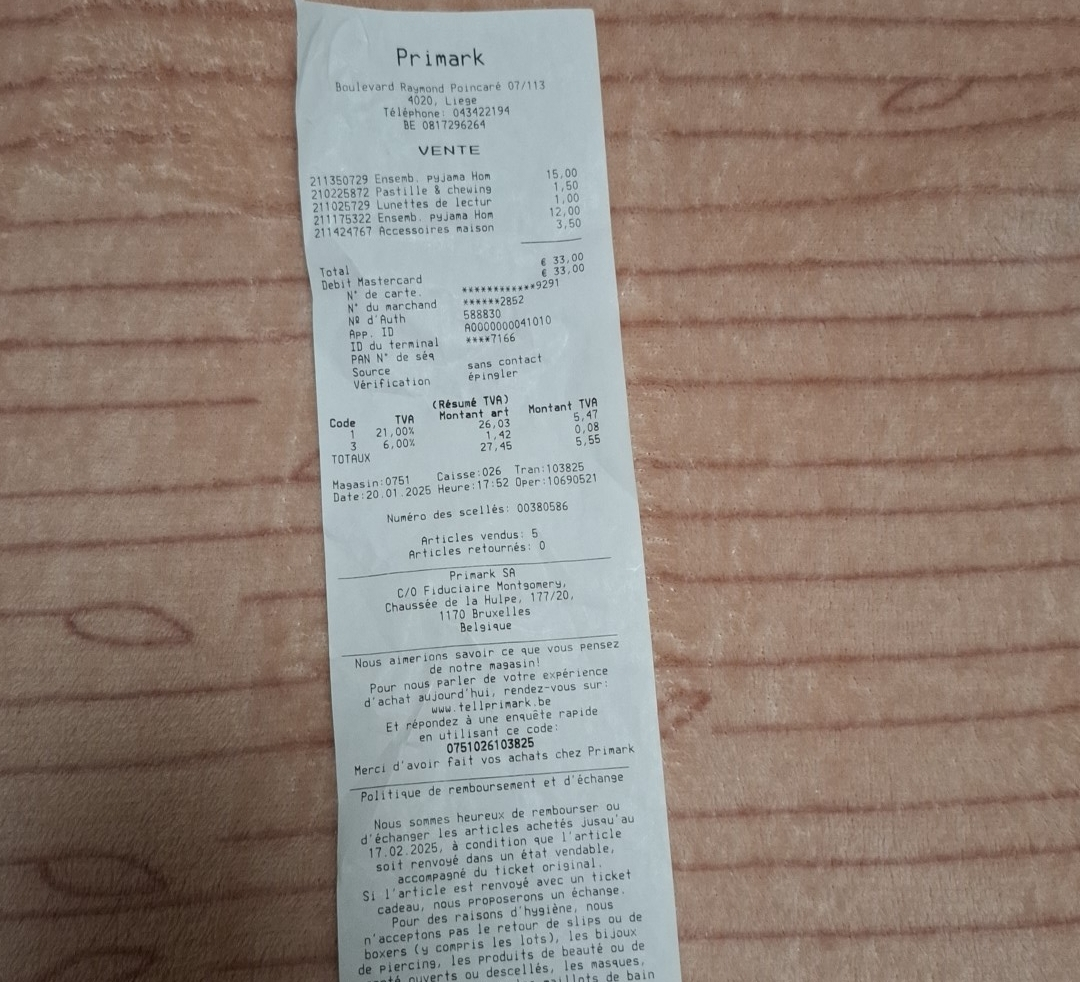 Primark
Boulevard Raymond Poincaré 07/113
4020, Liege
Téléphone: 043422194
BE 0817296264
VENTE
211350729 Ensemb. pyjama Hom 15,00
210225872 Pastille & chewing 1,50
211025729 Lunettes de lectur 1,00
211175322 Ensemb. pyjama Hom 12,00
211424767 Accessoires maison 3,50
Total € 33,00
Debit Mastercard € 33,00
N° de carte. ************9291
N° du marchand ******2852
Nº d'Auth 588830
App. ID A0000000041010
ID du terminal ****7166
PAN N° de séq
Source sans contact
Vérification épingler
(Résumé TVA)
Code TVA Montant art Montant TVA
1 21,00% 26,03 5,47
3 6,00% 1,42 0,08
TOTAUX 27,45 5,55
Magasin:0751 Caisse:026 Tran:103825
Date:20.01.2025 Heure:17:52 Oper:10690521
Numéro des scellés: 00380586
Articles vendus: 5
Articles retournés: 0
Primark SA
C/O Fiduciaire Montgomery,
Chaussée de la Hulpe, 177/20,
1170 Bruxelles
Belgique
Nous aimerions savoir ce que vous pensez
de notre magasin!
Pour nous parler de votre expérience
d'achat aujourd'hui, rendez-vous sur:
www.tellprimark.be
Et répondez à une enquête rapide
en utilisant ce code:
0751026103825
Merci d'avoir fait vos achats chez Primark
Politique de remboursement et d'échange
Nous sommes heureux de rembourser ou
d'échanger les articles achetés jusqu'au
17.02.2025, à condition que l'article
soit renvoyé dans un état vendable,
accompagné du ticket original.
Si l'article est renvoyé avec un ticket
cadeau, nous proposerons un échange.
Pour des raisons d'hygiène, nous
n'acceptons pas le retour de slips ou de
boxers (y compris les lots), les bijoux
de piercing, les produits de beauté ou de
ouverts ou descellés, les masques,
de bain